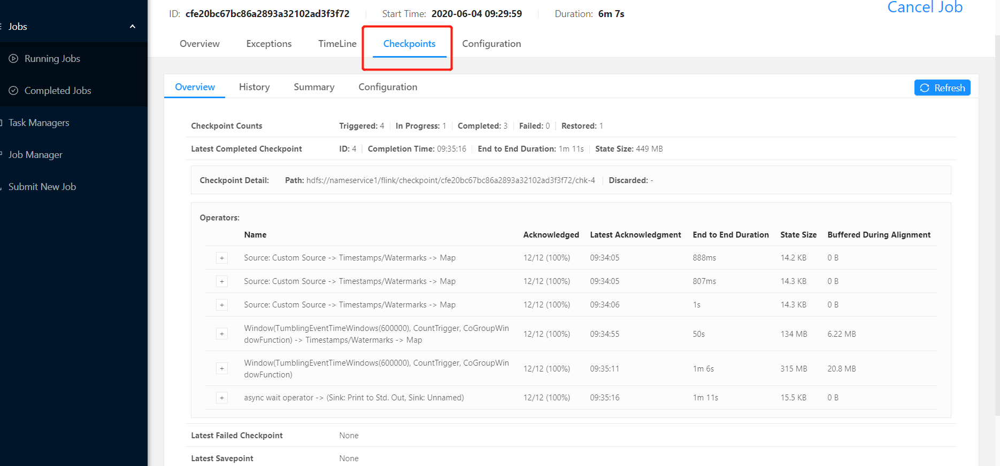 ID: cfe20bc67bc86a2893a32102ad3f3f72 Start Time: 2020-06-04 09:29:59 Duration: 6m 7s Cancel Job
Jobs
Running Jobs
Completed Jobs
Task Managers
Job Manager
Submit New Job
Overview Exceptions TimeLine Checkpoints Configuration
Overview History Summary Configuration Refresh
Checkpoint Counts Triggered: 4 In Progress: 1 Completed: 3 Failed: 0 Restored: 1
Latest Completed Checkpoint ID: 4 Completion Time: 09:35:16 End to End Duration: 1m 11s State Size: 449 MB
Checkpoint Detail: Path: hdfs://nameservice1/flink/checkpoint/cfe20bc67bc86a2893a32102ad3f3f72/chk-4 Discarded: -
Operators:
Name Acknowledged Latest Acknowledgment End to End Duration State Size Buffered During Alignment
+ Source: Custom Source -> Timestamps/Watermarks -> Map 12/12 (100%) 09:34:05 888ms 14.2 KB 0 B
+ Source: Custom Source -> Timestamps/Watermarks -> Map 12/12 (100%) 09:34:05 807ms 14.3 KB 0 B
+ Source: Custom Source -> Timestamps/Watermarks -> Map 12/12 (100%) 09:34:06 1s 14.3 KB 0 B
Window(TumblingEventTimeWindows(600000), CountTrigger, CoGroupWin
+ dowFunction) -> Timestamps/Watermarks -> Map 12/12 (100%) 09:34:55 50s 134 MB 6.22 MB
Window(TumblingEventTimeWindows(600000), CountTrigger, CoGroupWin
+ dowFunction) 12/12 (100%) 09:35:11 1m 6s 315 MB 20.8 MB
+ async wait operator -> (Sink: Print to Std. Out, Sink: Unnamed) 12/12 (100%) 09:35:16 1m 11s 15.5 KB 0 B
Latest Failed Checkpoint None
Latest Savepoint None